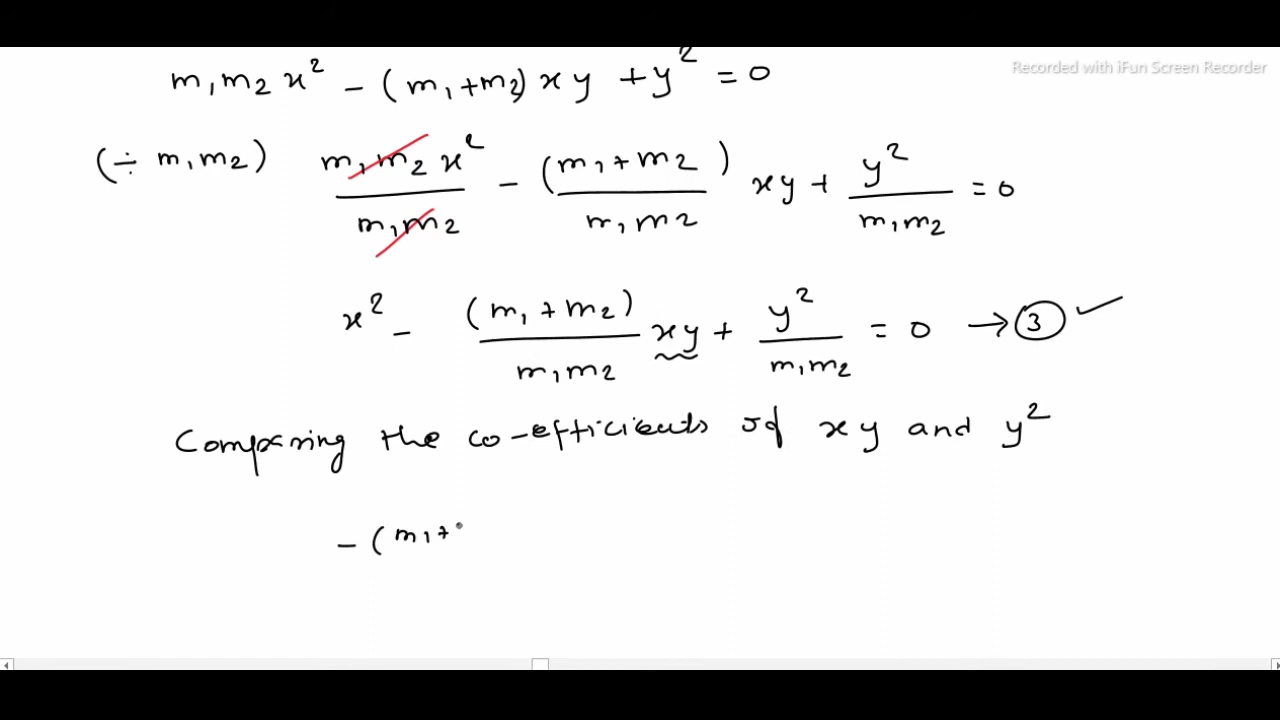 m₁m₂x² - (m₁+m₂)xy + y² = 0
Recorded with iFun Screen Recorder
(÷ m₁m₂) m₁m₂x²/m₁m₂ - (m₁+m₂)/m₁m₂ xy + y²/m₁m₂ = 0
x² - (m₁+m₂)/m₁m₂ xy + y²/m₁m₂ = 0 → ③ ✓
Comparing the co-efficients of xy and y²
- (m₁+